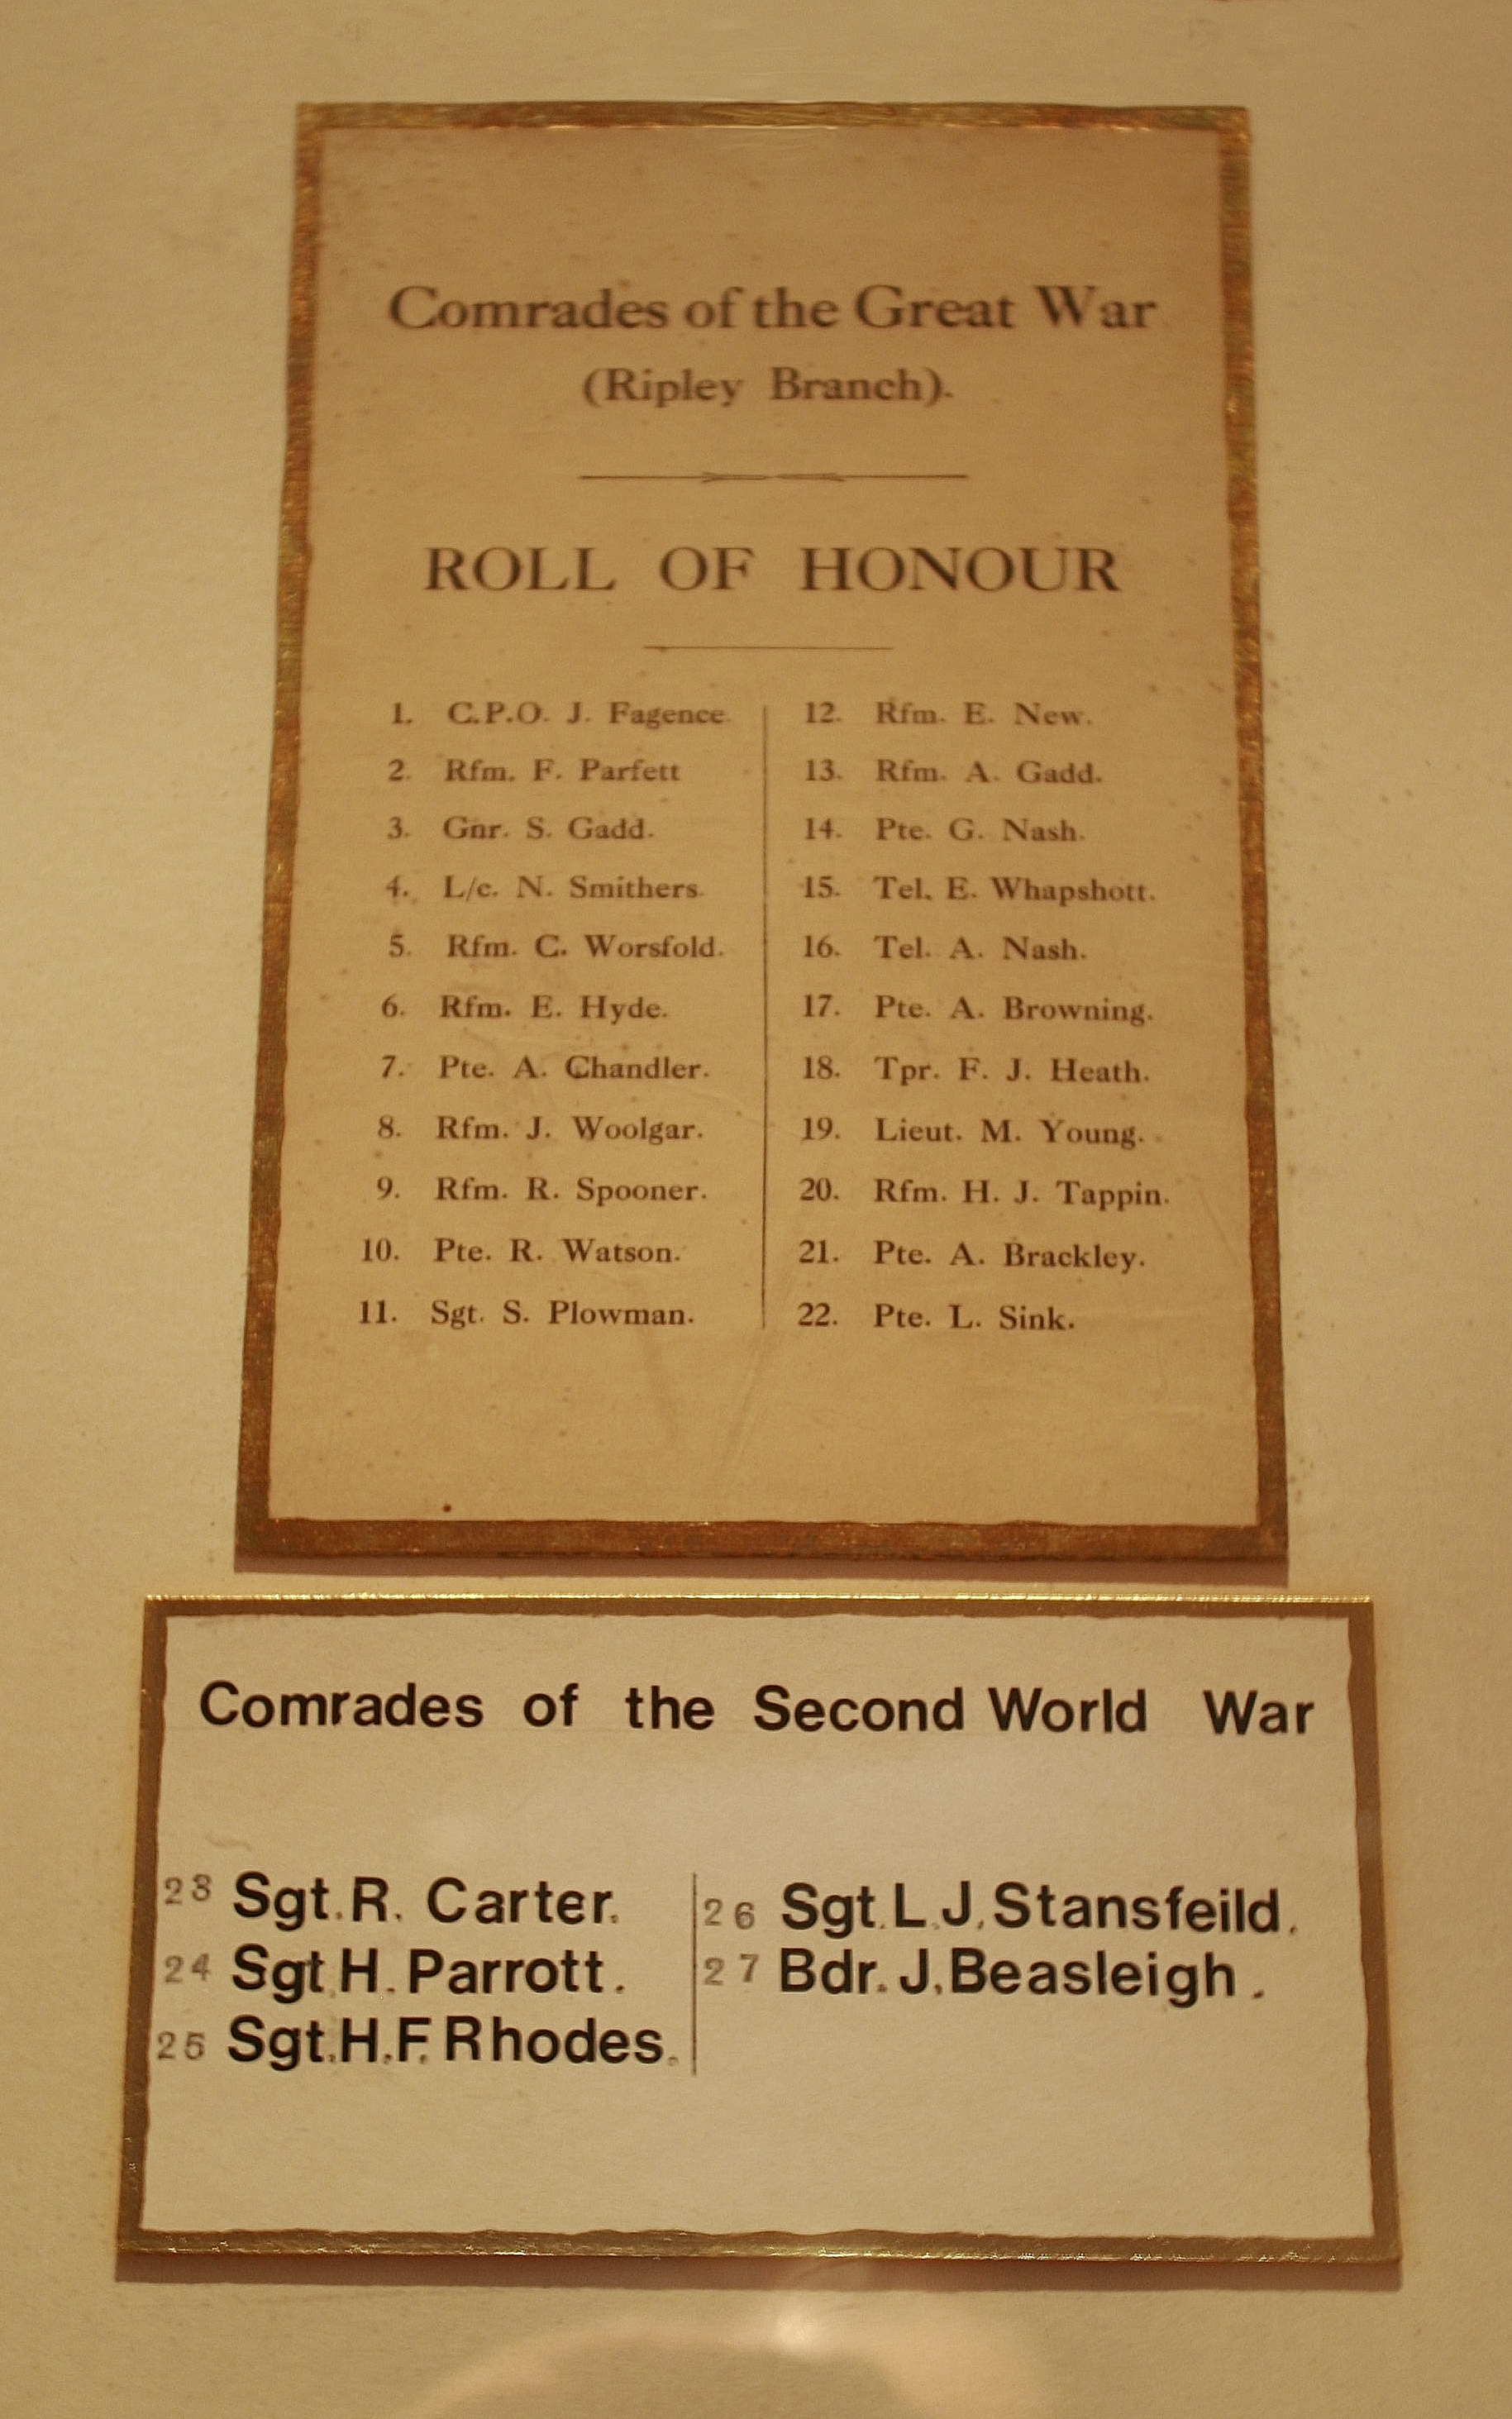 Comrades of the Great War
(Ripley Branch).
ROLL OF HONOUR
1. C.P.O. J. Fagence.
2. Rfm. F. Parfett
3. Gnr. S. Gadd.
4. L/c. N. Smithers.
5. Rfm. C. Worsfold.
6. Rfm. E. Hyde.
7. Pte. A. Chandler.
8. Rfm. J. Woolgar.
9. Rfm. R. Spooner.
10. Pte. R. Watson.
11. Sgt. S. Plowman.
12. Rfm. E. New.
13. Rfm. A. Gadd.
14. Pte. G. Nash.
15. Tel. E. Whapshott.
16. Tel. A. Nash.
17. Pte. A. Browning.
18. Tpr. F. J. Heath.
19. Lieut. M. Young.
20. Rfm. H. J. Tappin.
21. Pte. A. Brackley.
22. Pte. L. Sink.
Comrades of the Second World War
23 Sgt. R. Carter.
24 Sgt. H. Parrott.
25 Sgt. H. F. Rhodes.
26 Sgt. L. J. Stansfeild.
27 Bdr. J. Beasleigh.